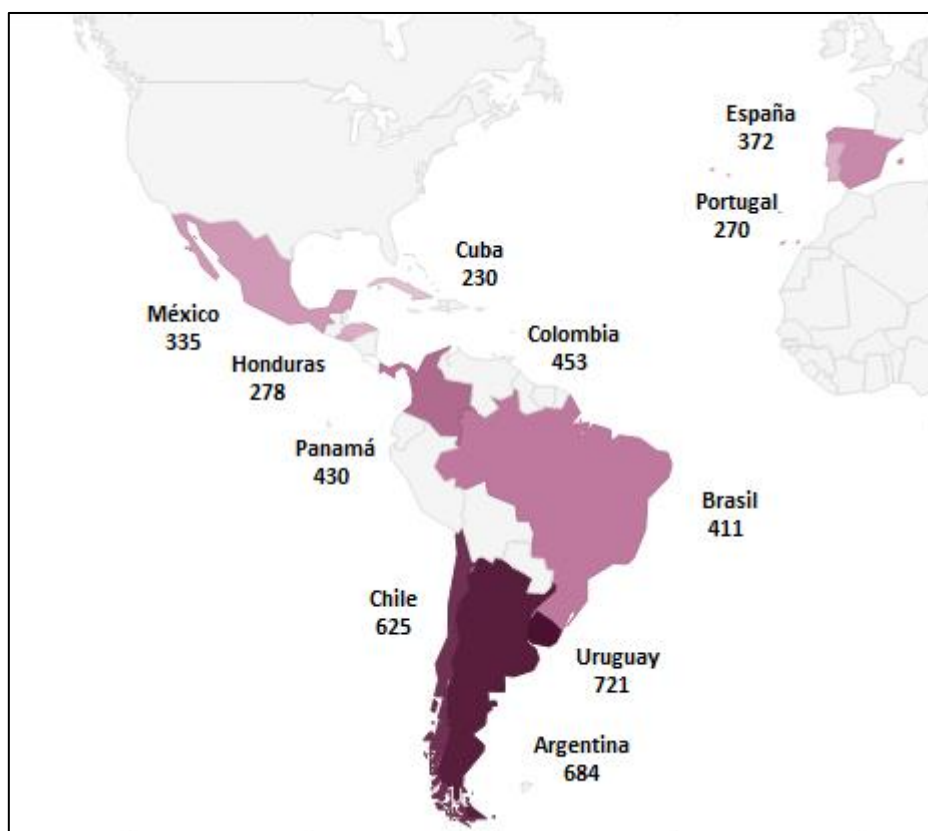 España
372
Portugal
270
Cuba
230
México
335
Colombia
453
Honduras
278
Panamá
430
Brasil
411
Chile
625
Uruguay
721
Argentina
684